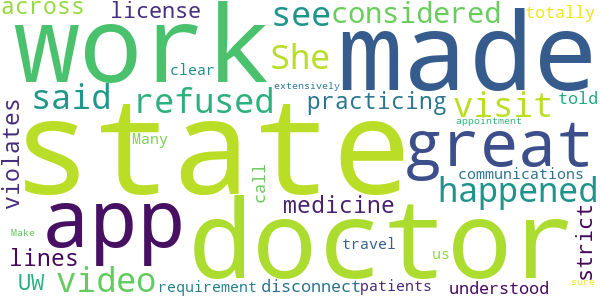 across license see considered totally
work made
clear She
said refused extensively practicing visit told
violates state great
Many appointment
call communications
app doctor happened
medicine strict
Make lines travel us
UW video requirement disconnect patients understood sure